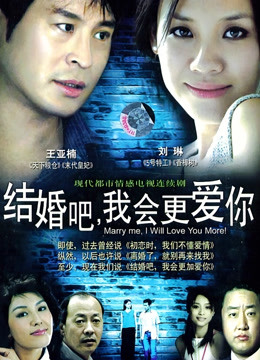 王亚楠
《天下粮仓》《末代皇妃》
刘琳
《5号特工》《香樟树》
现代都市情感电视连续剧
结婚吧,我会更爱你
Marry me, I Will Love You More!
即使、过去曾经说《初恋时，我们不懂爱情》
纵然、以后也许说《离婚了，就别再来找我》
至少、现在我们说《结婚吧，我会更加爱你》